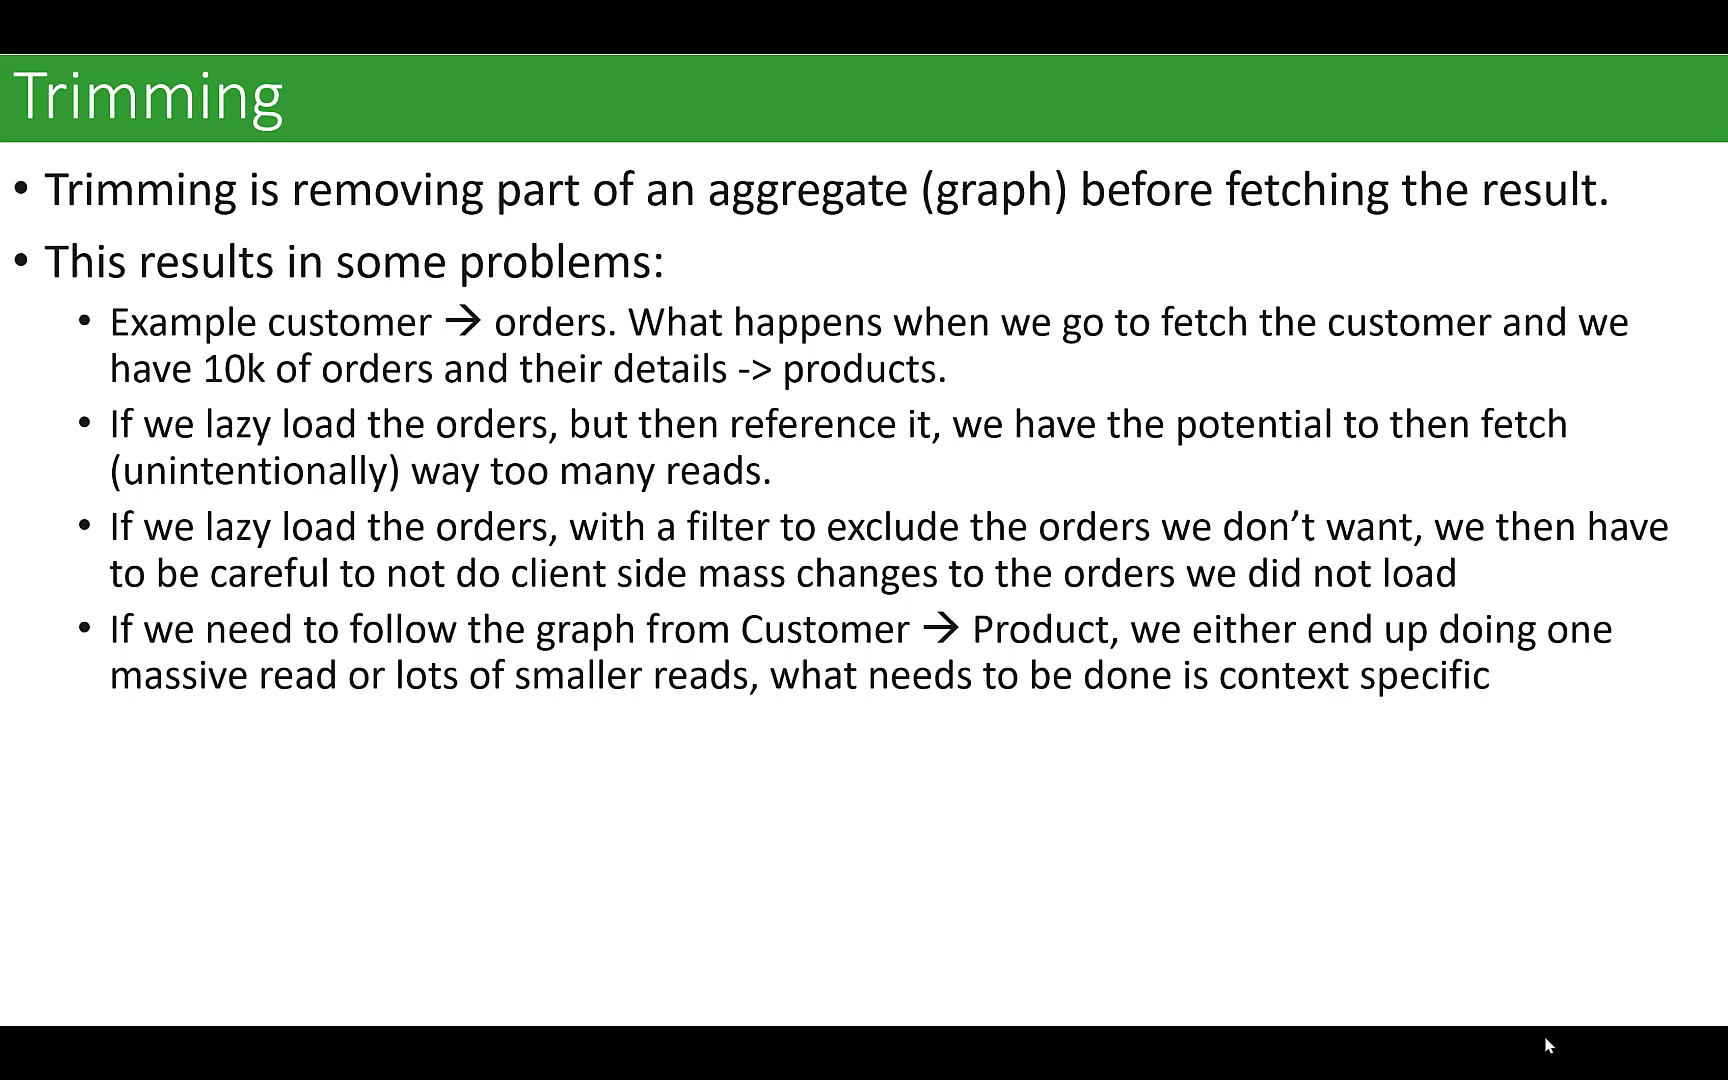 Trimming
• Trimming is removing part of an aggregate (graph) before fetching the result.
• This results in some problems:
• Example customer → orders. What happens when we go to fetch the customer and we
have 10k of orders and their details -> products.
• If we lazy load the orders, but then reference it, we have the potential to then fetch
(unintentionally) way too many reads.
• If we lazy load the orders, with a filter to exclude the orders we don’t want, we then have
to be careful to not do client side mass changes to the orders we did not load
• If we need to follow the graph from Customer → Product, we either end up doing one
massive read or lots of smaller reads, what needs to be done is context specific